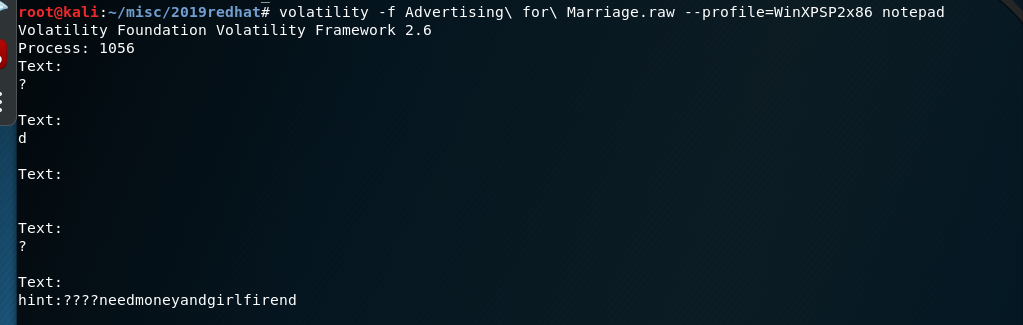 root@kali:~/misc/2019redhat# volatility -f Advertising\ for\ Marriage.raw --profile=WinXPSP2x86 notepad
Volatility Foundation Volatility Framework 2.6
Process: 1056
Text:
?
Text:
d
Text:
Text:
?
Text:
hint:????needmoneyandgirlfirend